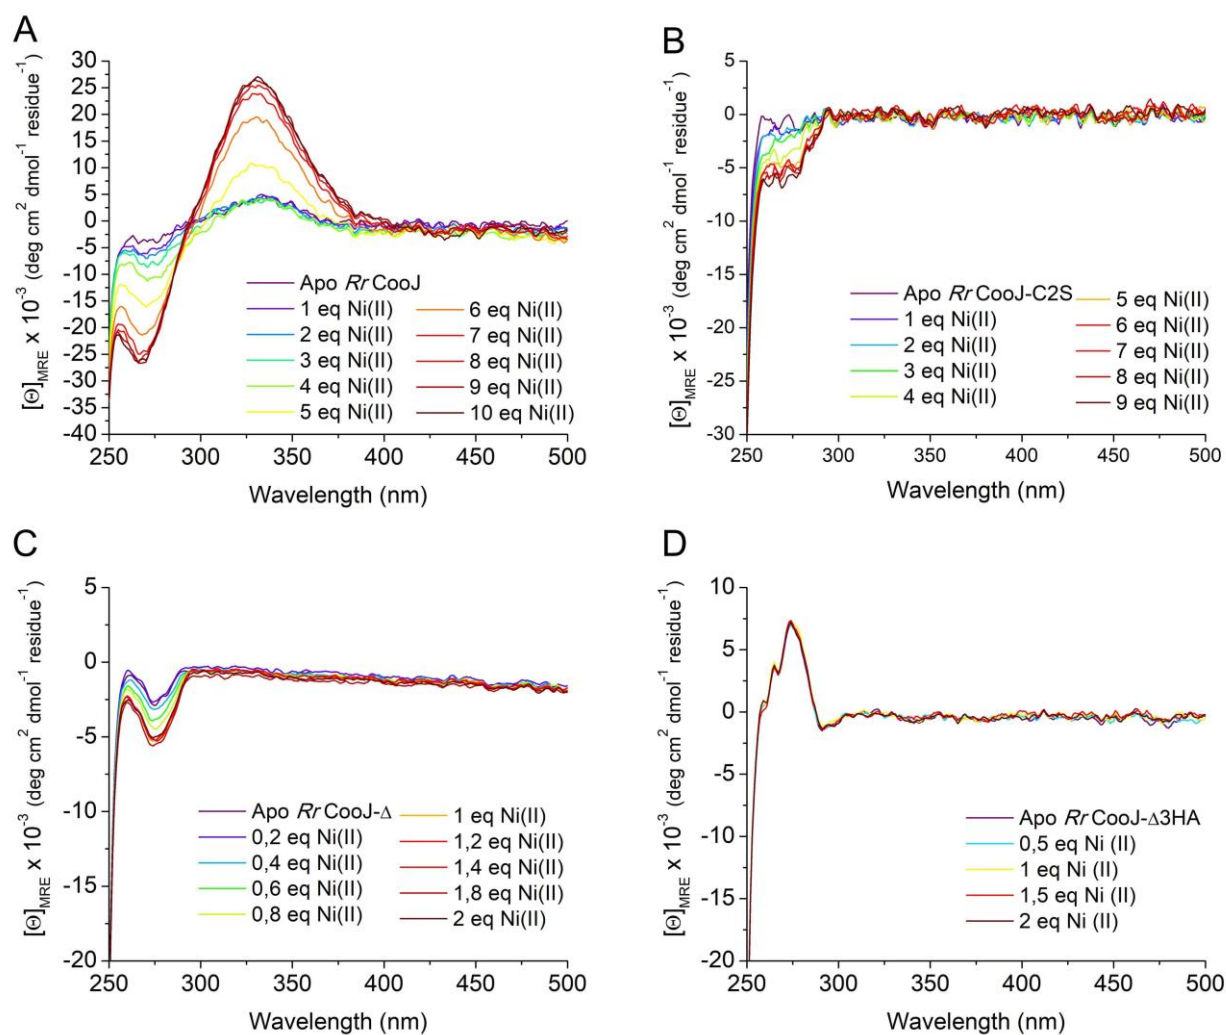 A
[Θ]MRE x 10-3 (deg cm2 dmol-1 residue-1)
30
25
20
15
10
5
0
-5
-10
-15
-20
-25
-30
-35
-40
Apo Rr CooJ
1 eq Ni(II)
2 eq Ni(II)
3 eq Ni(II)
4 eq Ni(II)
5 eq Ni(II)
6 eq Ni(II)
7 eq Ni(II)
8 eq Ni(II)
9 eq Ni(II)
10 eq Ni(II)
250 300 350 400 450 500
Wavelength (nm)
B
[Θ]MRE x 10-3 (deg cm2 dmol-1 residue-1)
5
0
-5
-10
-15
-20
-25
-30
Apo Rr CooJ-C2S
1 eq Ni(II)
2 eq Ni(II)
3 eq Ni(II)
4 eq Ni(II)
5 eq Ni(II)
6 eq Ni(II)
7 eq Ni(II)
8 eq Ni(II)
9 eq Ni(II)
250 300 350 400 450 500
Wavelength (nm)
C
[Θ]MRE x 10-3 (deg cm2 dmol-1 residue-1)
5
0
-5
-10
-15
-20
Apo Rr CooJ-Δ
0,2 eq Ni(II)
0,4 eq Ni(II)
0,6 eq Ni(II)
0,8 eq Ni(II)
1 eq Ni(II)
1,2 eq Ni(II)
1,4 eq Ni(II)
1,8 eq Ni(II)
2 eq Ni(II)
250 300 350 400 450 500
Wavelength (nm)
D
[Θ]MRE x 10-3 (deg cm2 dmol-1 residue-1)
10
5
0
-5
-10
-15
-20
Apo Rr CooJ-Δ3HA
0,5 eq Ni (II)
1 eq Ni (II)
1,5 eq Ni (II)
2 eq Ni (II)
250 300 350 400 450 500
Wavelength (nm)